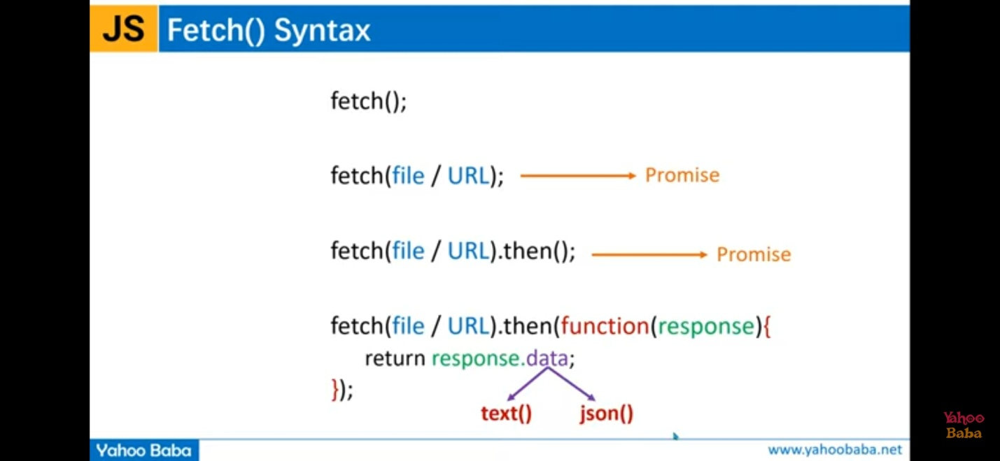 JS Fetch() Syntax
fetch();
fetch(file / URL); Promise
fetch(file / URL).then(); Promise
fetch(file / URL).then(function(response){
return response.data;
});
text() json()
Yahoo
Baba
Yahoo Baba www.yahoobaba.net